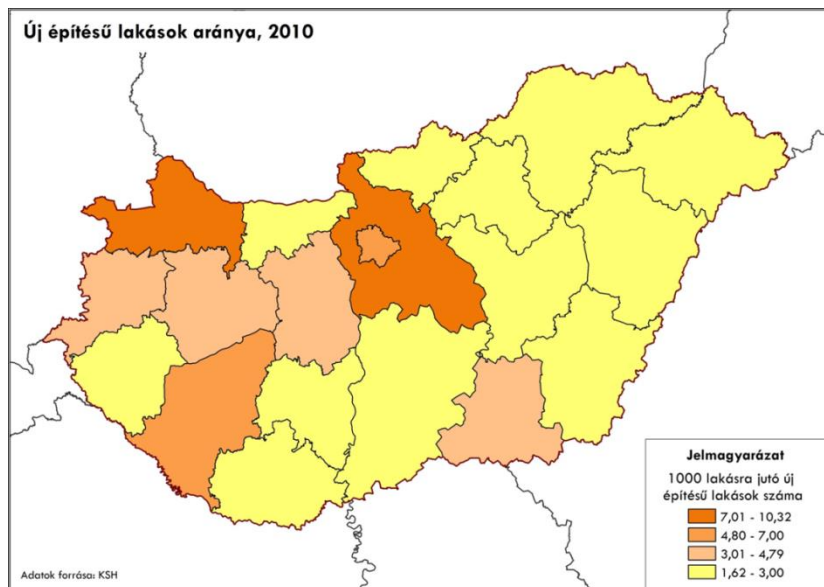 Új építésű lakások aránya, 2010
Jelmagyarázat
1000 lakásra jutó új
építésű lakások száma
7,01 - 10,32
4,80 - 7,00
3,01 - 4,79
1,62 - 3,00
Adatok forrása: KSH